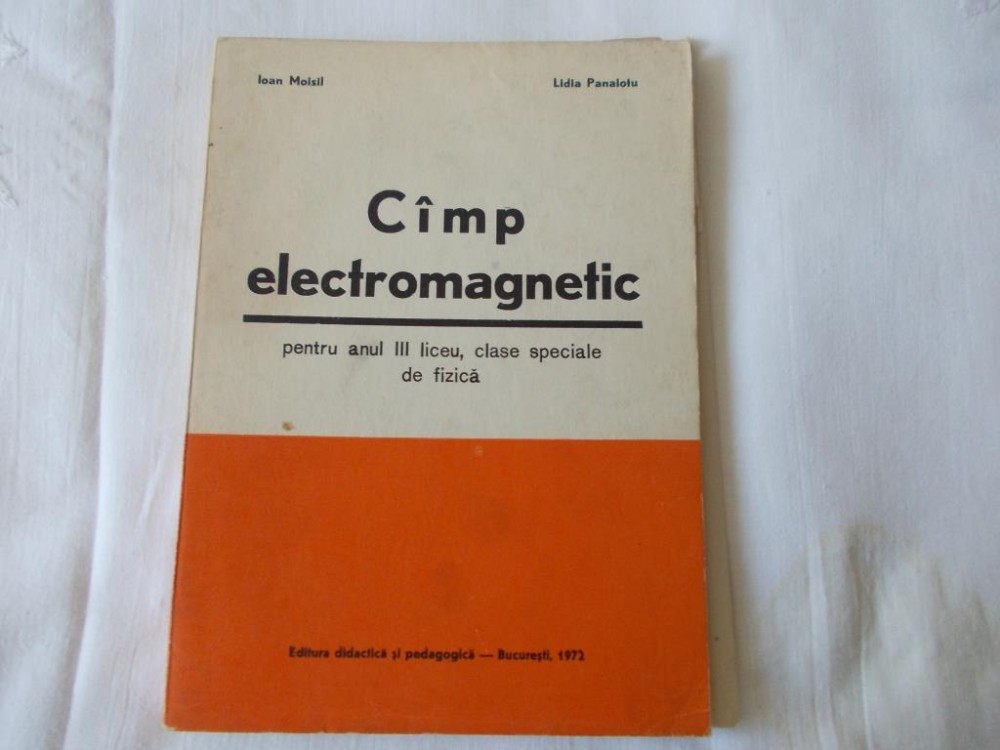 Ioan Moisil Lidia Panaiotu
Cîmp
electromagnetic
pentru anul III liceu, clase speciale
de fizică
Editura didactică și pedagogică — București, 1972